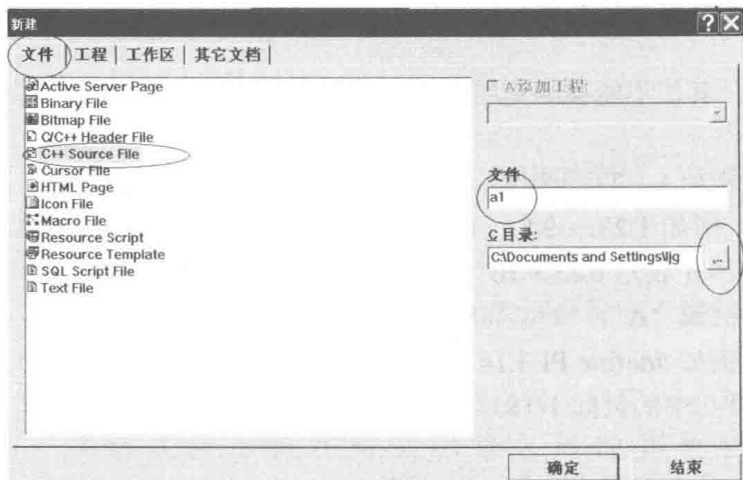 新建
文件 工程 工作区 其它文档
Active Server Page
Binary File
Bitmap File
C/C++ Header File
C++ Source File
Cursor File
HTML Page
Icon File
Macro File
Resource Script
Resource Template
SQL Script File
Text File
A添加工程:
文件
a1
C目录:
C:\Documents and Settings\ljg
...
确定 结束